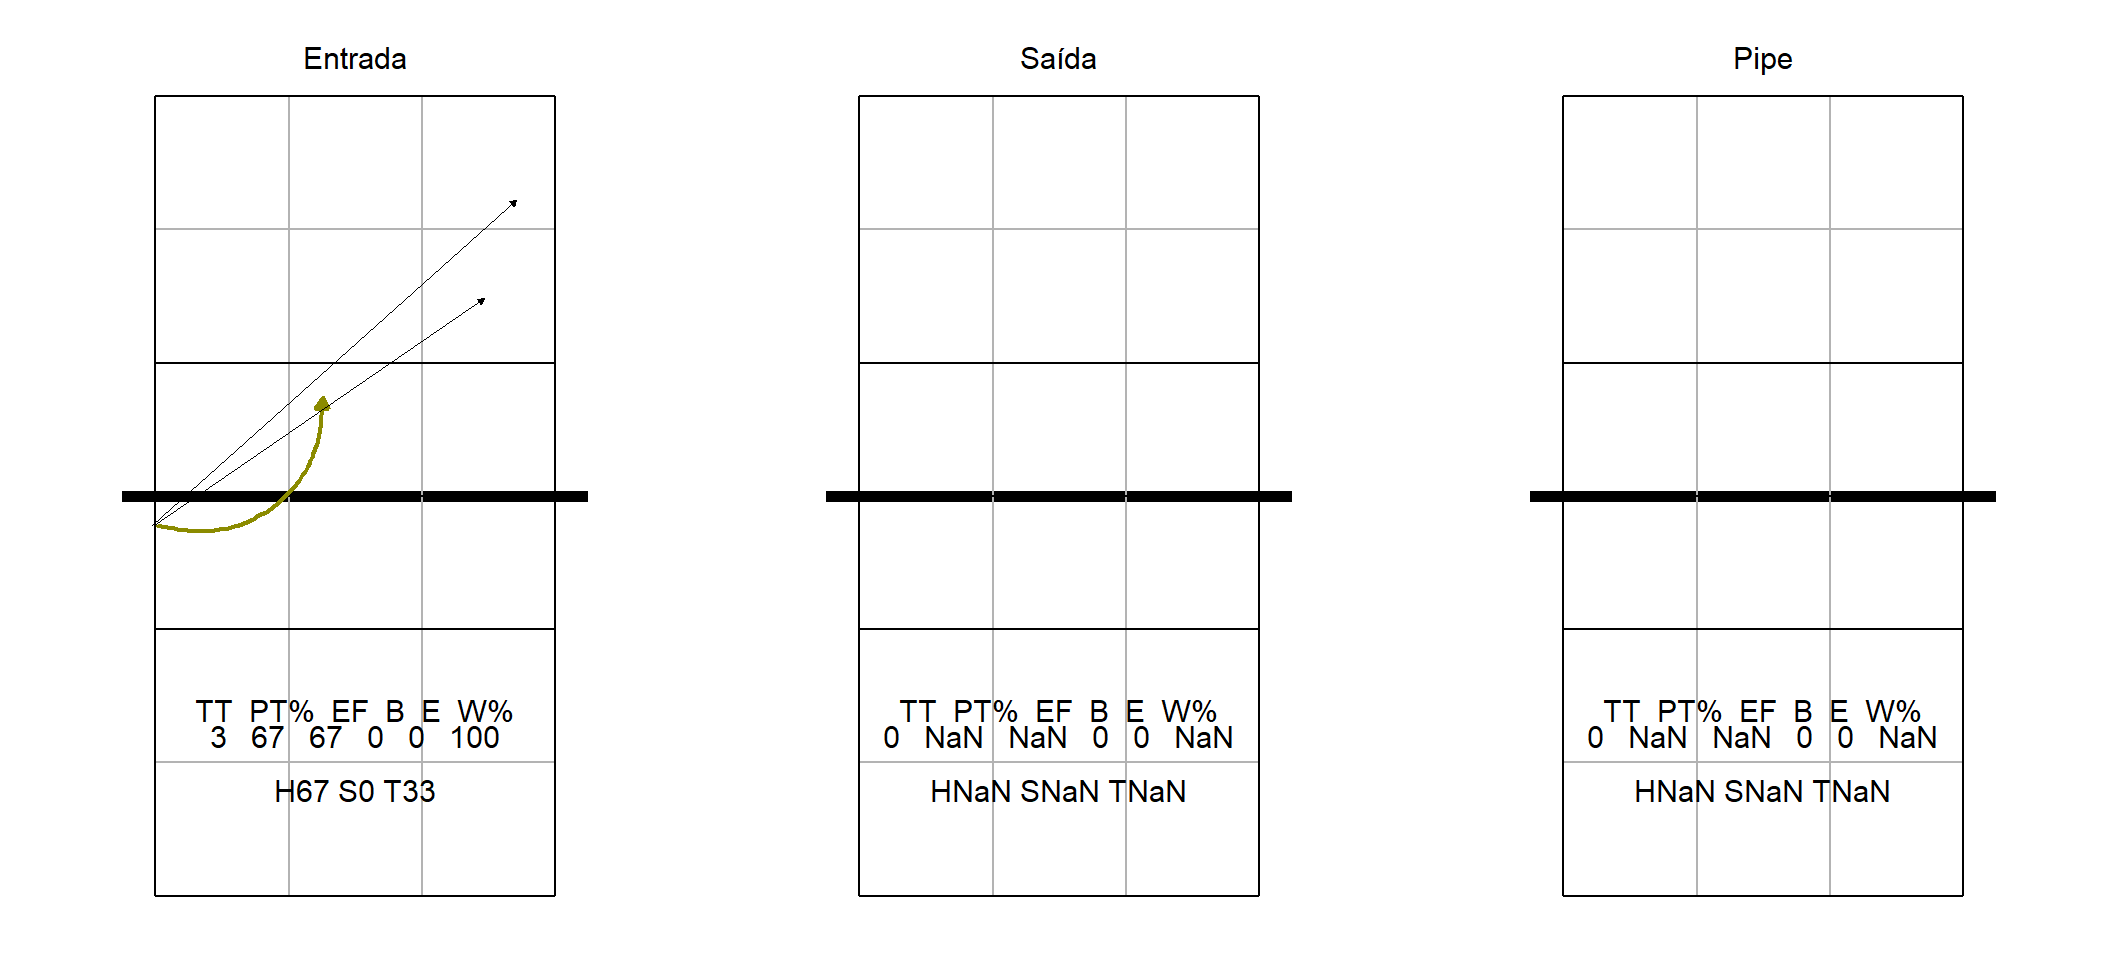 Entrada
TT PT% EF B E W%
3 67 67 0 0 100
H67 S0 T33
Saída
TT PT% EF B E W%
0 NaN NaN 0 0 NaN
HNaN SNaN TNaN
Pipe
TT PT% EF B E W%
0 NaN NaN 0 0 NaN
HNaN SNaN TNaN